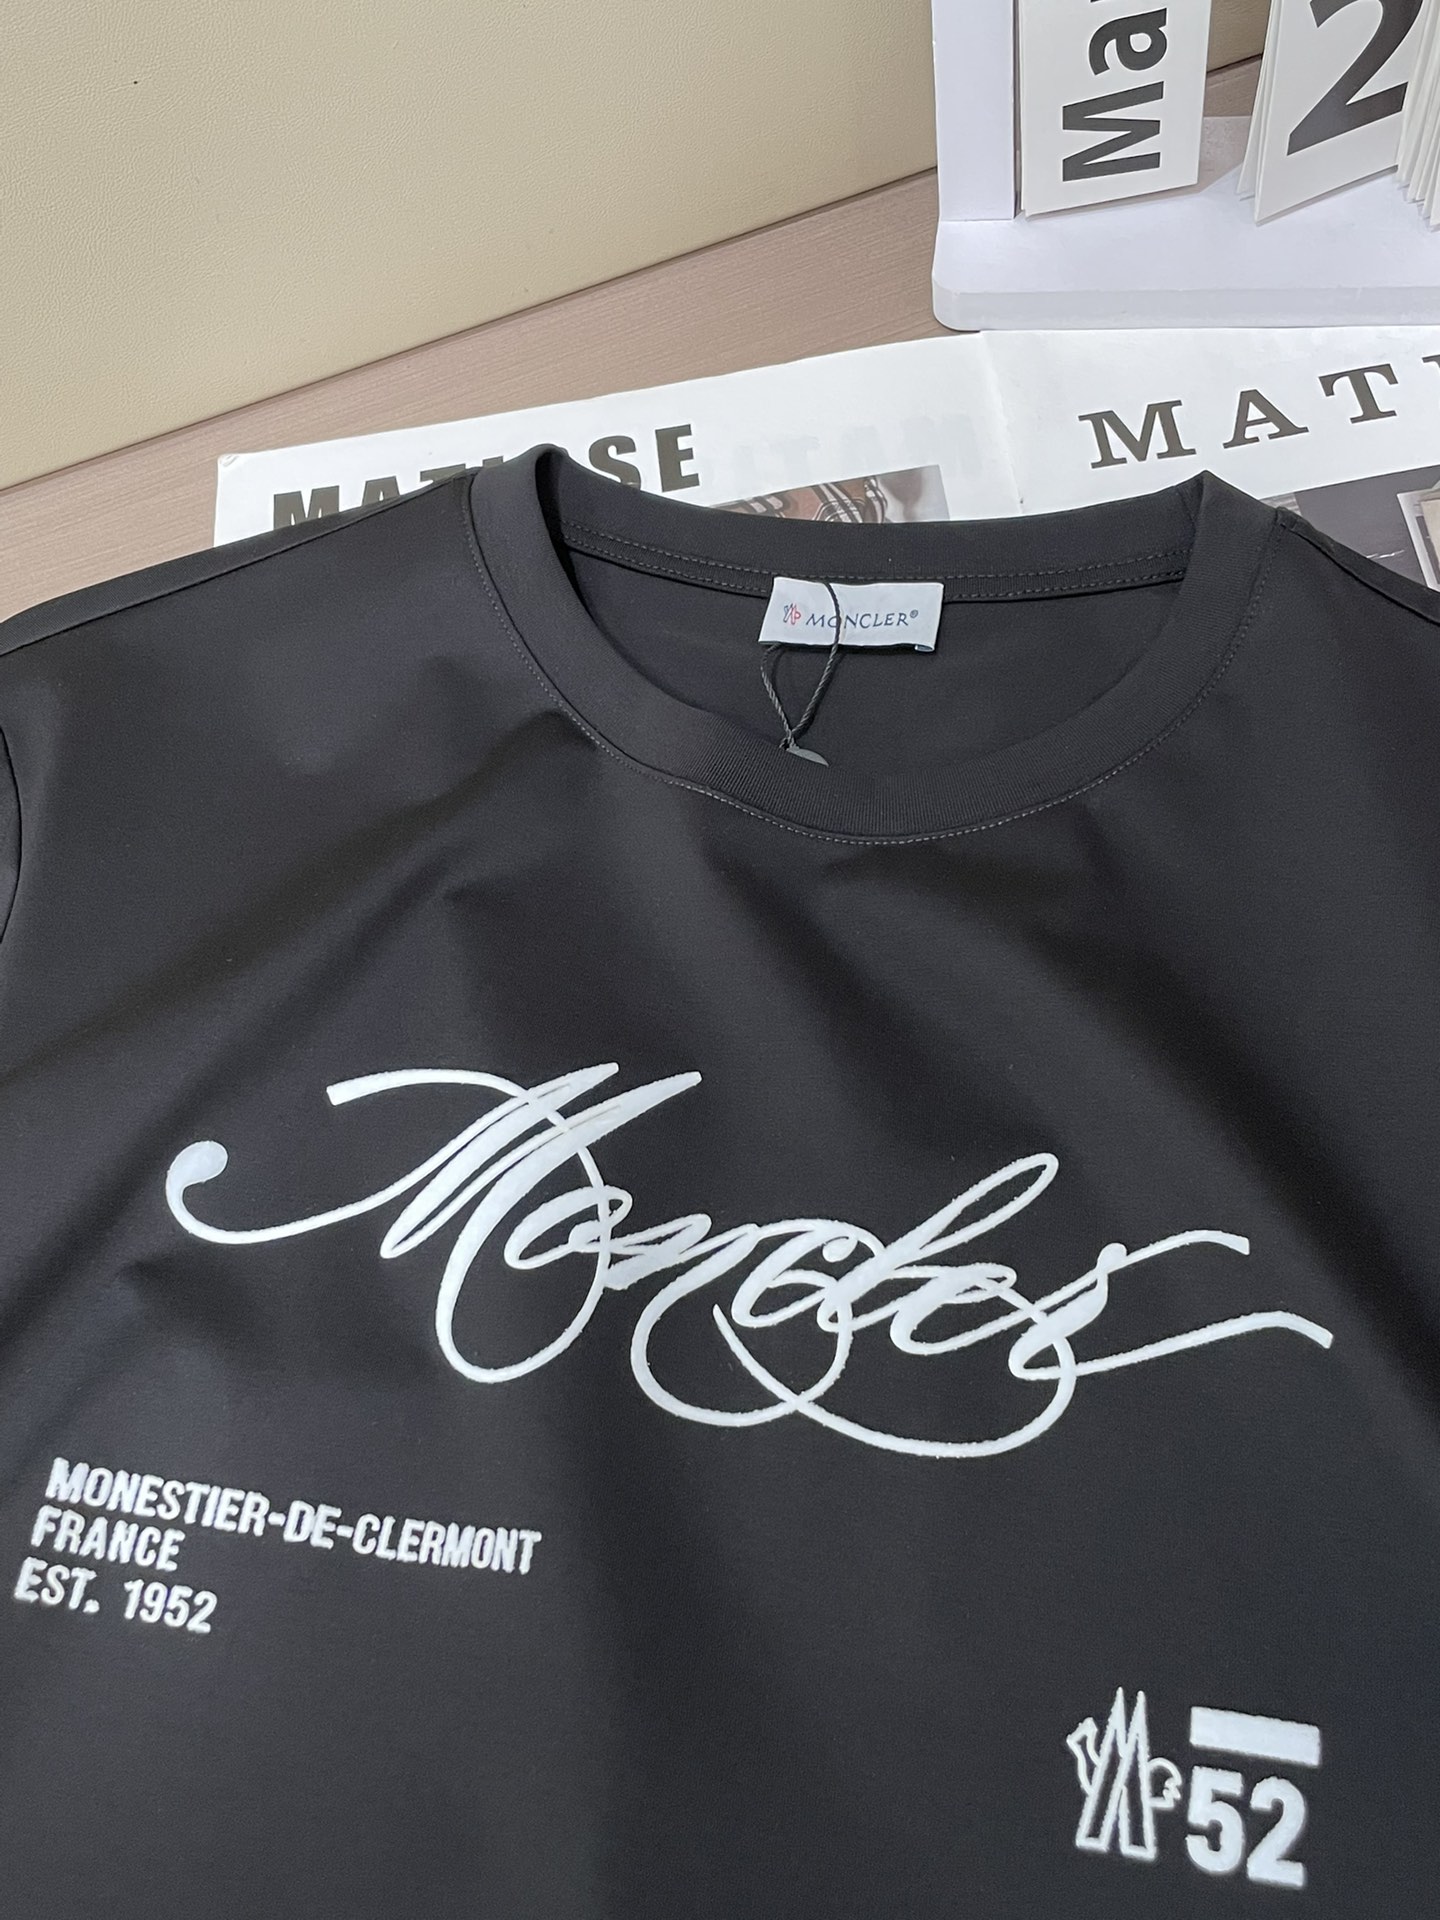 Ma
2
MATISSE
MAT
MONCLER®
Moncler
MONESTIER-DE-CLERMONT
FRANCE
EST. 1952
52